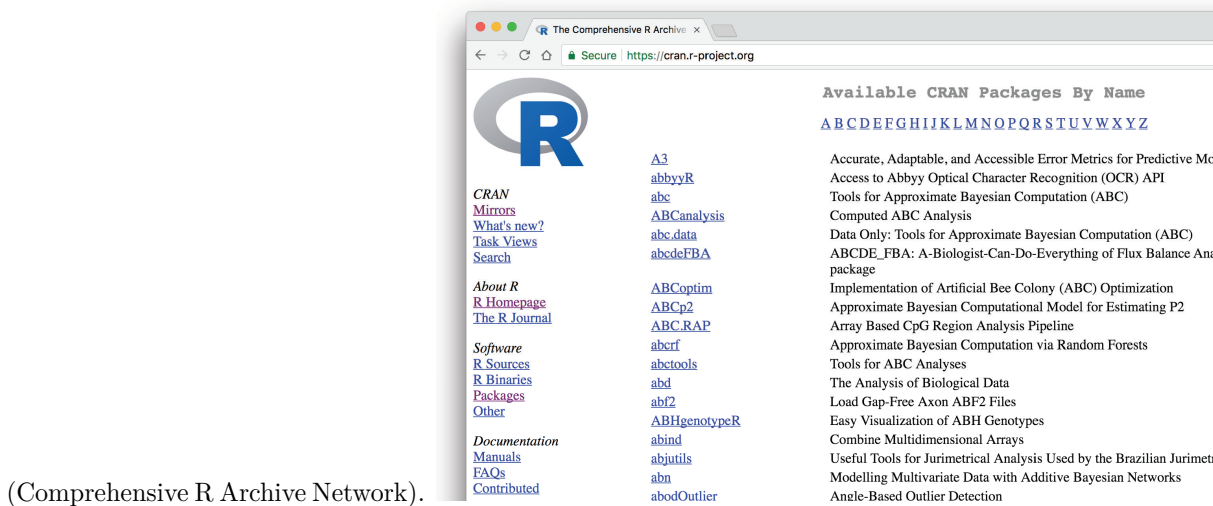 The Comprehensive R Archive ×
Secure | https://cran.r-project.org
R
Available CRAN Packages By Name
A B C D E F G H I J K L M N O P Q R S T U V W X Y Z
A3 Accurate, Adaptable, and Accessible Error Metrics for Predictive Mo
abbyyR Access to Abbyy Optical Character Recognition (OCR) API
abc Tools for Approximate Bayesian Computation (ABC)
ABCanalysis Computed ABC Analysis
abc.data Data Only: Tools for Approximate Bayesian Computation (ABC)
abcdeFBA ABCDE_FBA: A-Biologist-Can-Do-Everything of Flux Balance Ana
package
ABCoptim Implementation of Artificial Bee Colony (ABC) Optimization
ABCp2 Approximate Bayesian Computational Model for Estimating P2
ABC.RAP Array Based CpG Region Analysis Pipeline
abcrf Approximate Bayesian Computation via Random Forests
abctools Tools for ABC Analyses
abd The Analysis of Biological Data
abf2 Load Gap-Free Axon ABF2 Files
ABHgenotypeR Easy Visualization of ABH Genotypes
abind Combine Multidimensional Arrays
abjutils Useful Tools for Jurimetrical Analysis Used by the Brazilian Jurimetr
abn Modelling Multivariate Data with Additive Bayesian Networks
abodOutlier Angle-Based Outlier Detection
CRAN
Mirrors
What's new?
Task Views
Search
About R
R Homepage
The R Journal
Software
R Sources
R Binaries
Packages
Other
Documentation
Manuals
FAQs
Contributed
(Comprehensive R Archive Network).